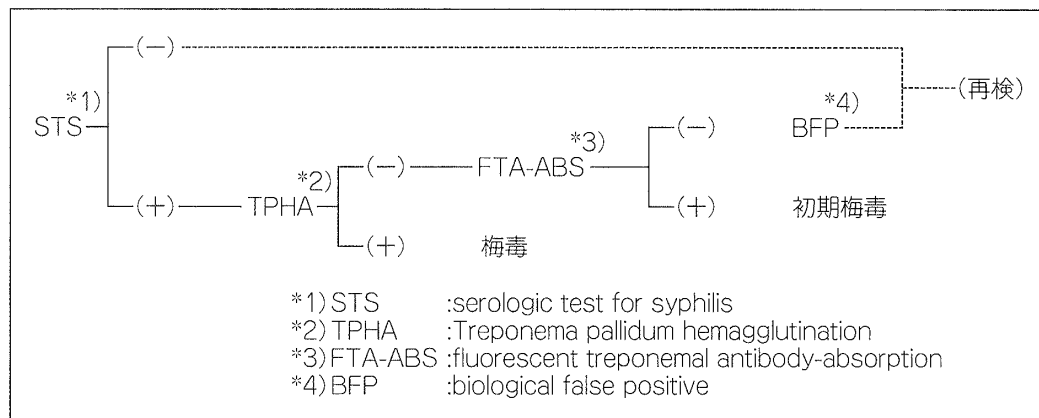 (−)
(再検)
*1)
*4)
STS
(−)
BFP
*3)
*2)
(−)
FTA-ABS
(+)
TPHA
(+)
初期梅毒
(+)
梅毒
*1) STS :serologic test for syphilis
*2) TPHA :Treponema pallidum hemagglutination
*3) FTA-ABS :fluorescent treponemal antibody-absorption
*4) BFP :biological false positive